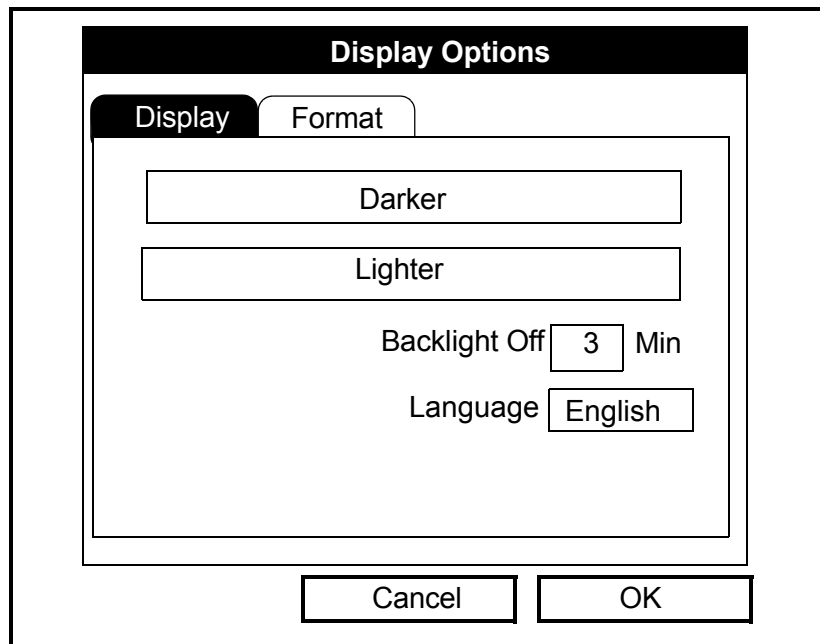 Display Options
Display Format
Darker
Lighter
Backlight Off 3 Min
Language English
Cancel OK